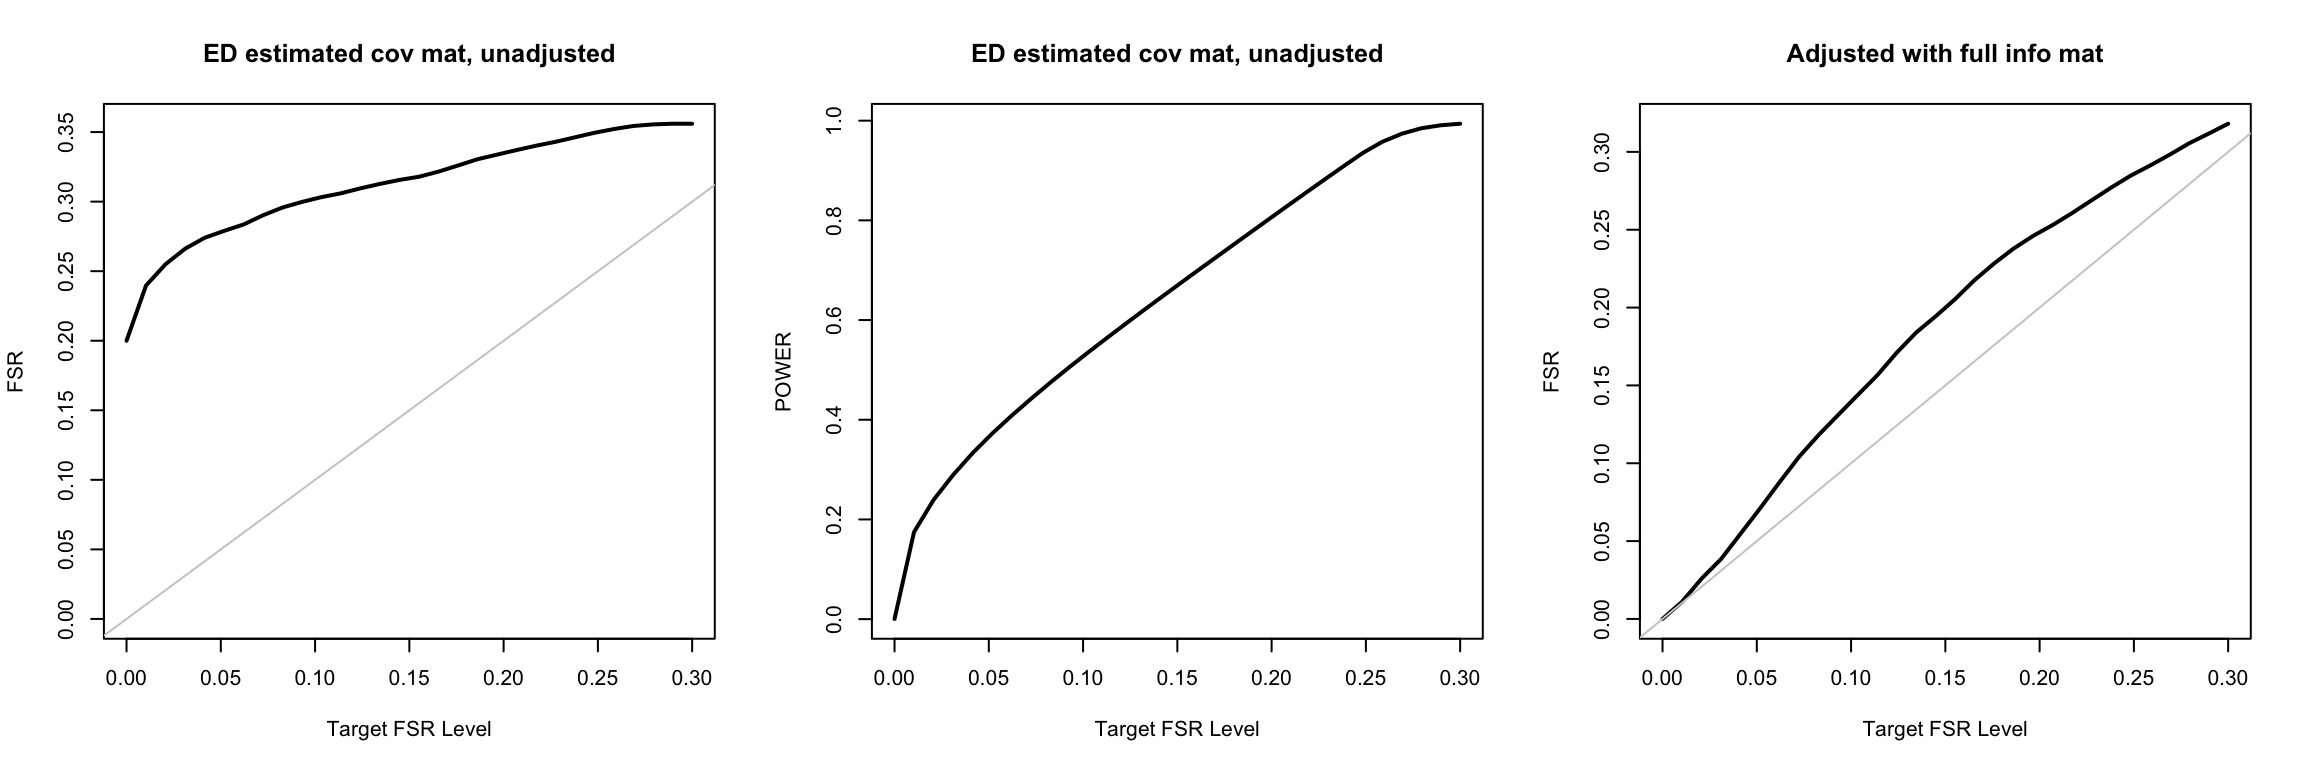 ED estimated cov mat, unadjusted
FSR
0.35
0.30
0.25
0.20
0.15
0.10
0.05
0.00
0.00 0.05 0.10 0.15 0.20 0.25 0.30
Target FSR Level
ED estimated cov mat, unadjusted
POWER
1.0
0.8
0.6
0.4
0.2
0.0
0.00 0.05 0.10 0.15 0.20 0.25 0.30
Target FSR Level
Adjusted with full info mat
FSR
0.30
0.25
0.20
0.15
0.10
0.05
0.00
0.00 0.05 0.10 0.15 0.20 0.25 0.30
Target FSR Level